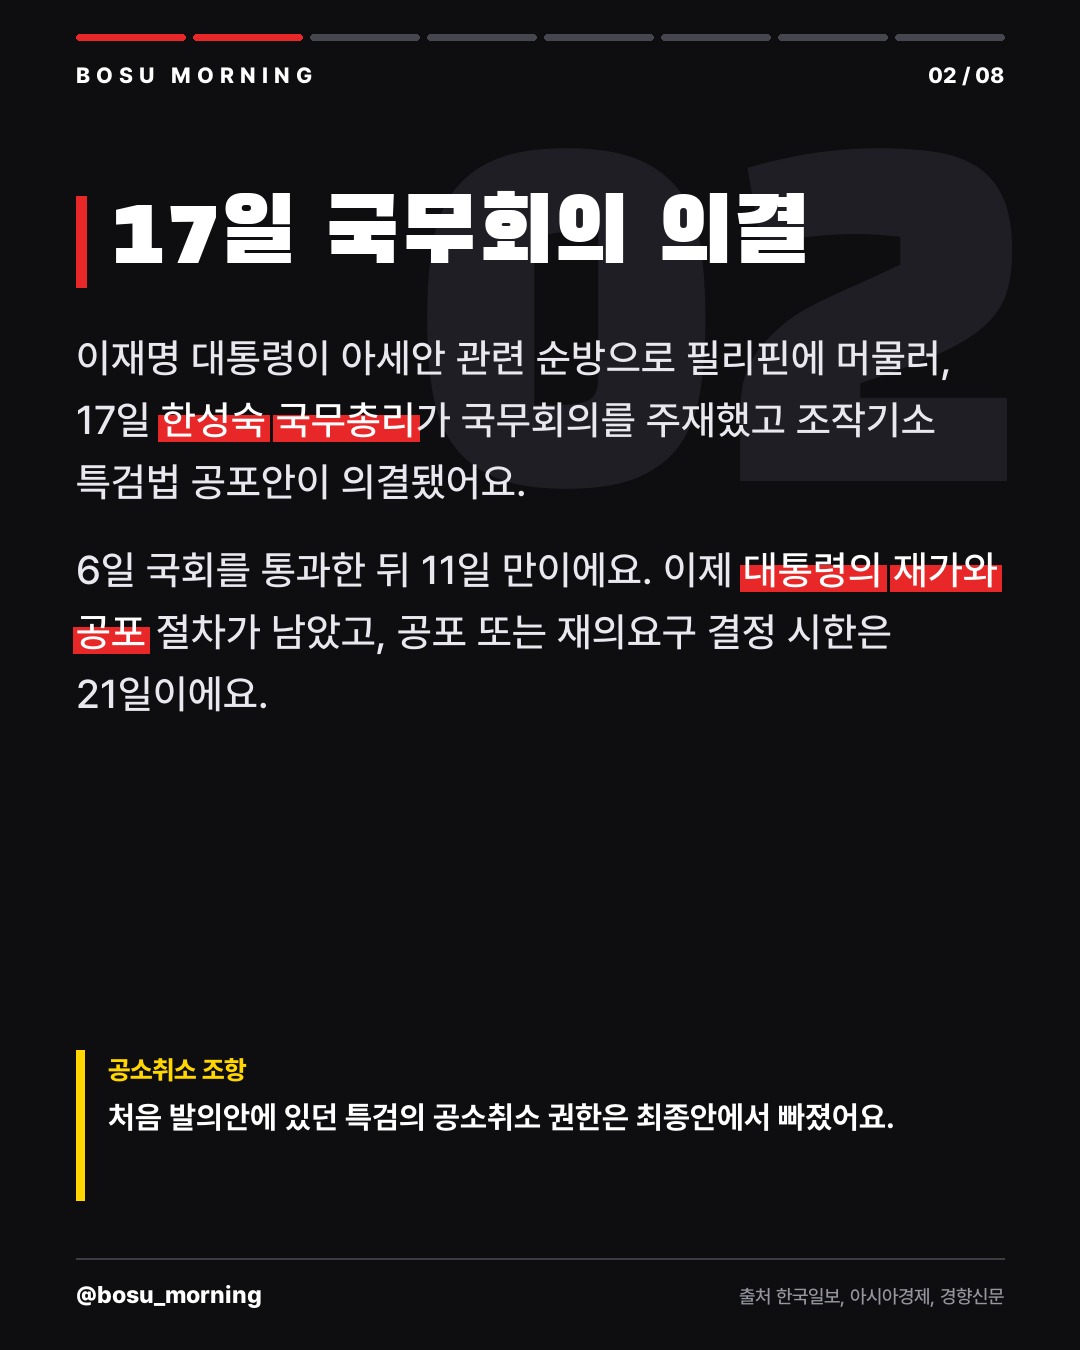 BOSU MORNING
02 / 08
02
17일 국무회의 의결
이재명 대통령이 아세안 관련 순방으로 필리핀에 머물러,
17일 한성숙 국무총리가 국무회의를 주재했고 조작기소
특검법 공포안이 의결됐어요.
6일 국회를 통과한 뒤 11일 만이에요. 이제 대통령의 재가와
공포 절차가 남았고, 공포 또는 재의요구 결정 시한은
21일이에요.
공소취소 조항
처음 발의안에 있던 특검의 공소취소 권한은 최종안에서 빠졌어요.
@bosu_morning
출처 한국일보, 아시아경제, 경향신문